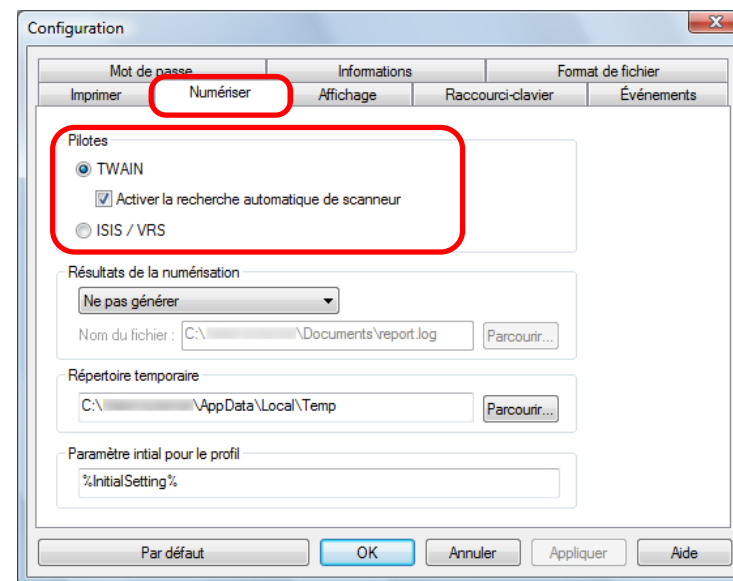 Configuration
Mot de passe Informations Format de fichier
Imprimer Numériser Affichage Raccourci-clavier Événements
Pilotes
TWAIN
Activer la recherche automatique de scanneur
ISIS / VRS
Résultats de la numérisation
Ne pas générer
Nom du fichier : C:\ \Documents\report.log Parcourir...
Répertoire temporaire
C:\ \AppData\Local\Temp Parcourir...
Paramètre intial pour le profil
%InitialSetting%
Par défaut OK Annuler Appliquer Aide